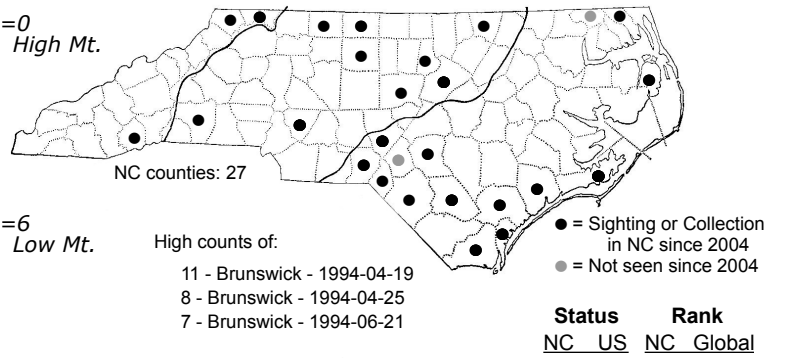 =0
High Mt.
NC counties: 27
=6
Low Mt.
High counts of:
11 - Brunswick - 1994-04-19
8 - Brunswick - 1994-04-25
7 - Brunswick - 1994-06-21
● = Sighting or Collection
in NC since 2004
● = Not seen since 2004
Status Rank
NC US NC Global